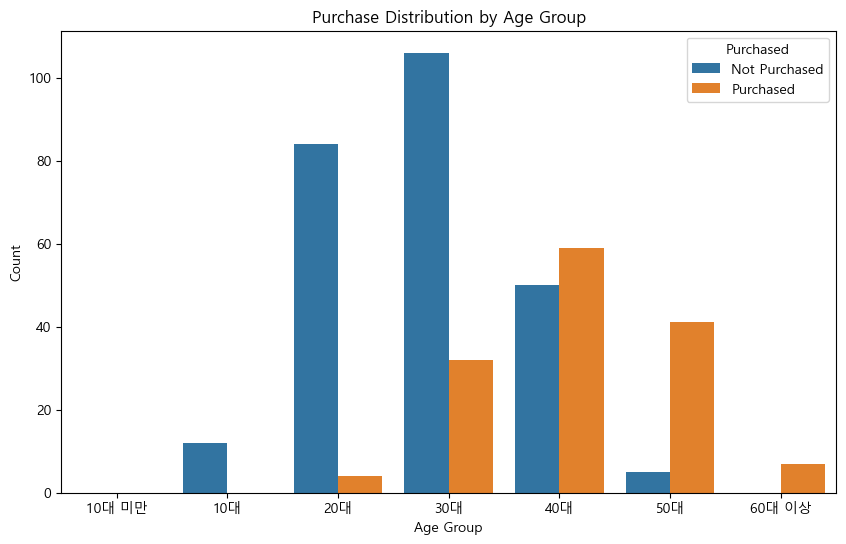 Purchase Distribution by Age Group
Purchased
Not Purchased
Purchased
Count
100
80
60
40
20
0
10대 미만
10대
20대
30대
40대
50대
60대 이상
Age Group